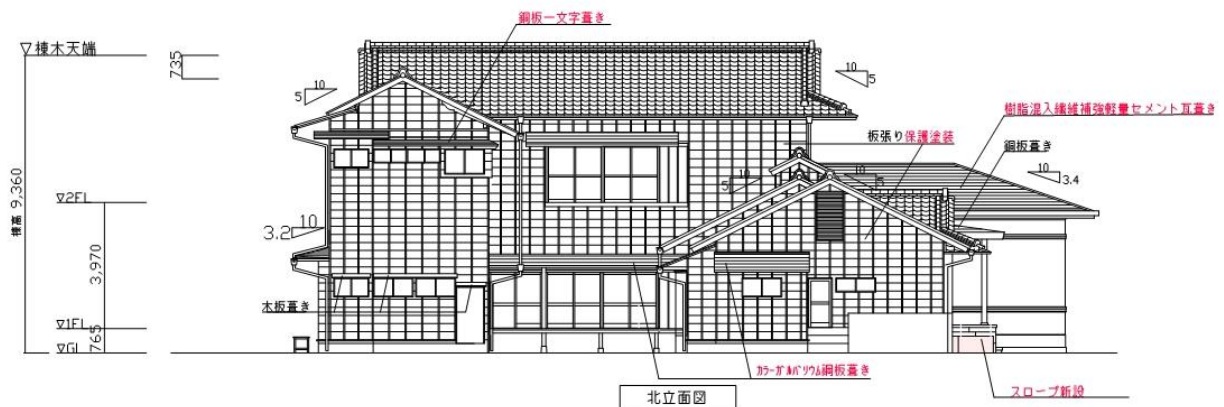 銅板一文字葺き
▽棟木天端
735
10
5
10
5
樹脂混入繊維補強軽量セメント瓦葺き
板張り保護塗装
銅板葺き
10
3.4
10
5
5
棟高 9,360
▽2FL
3.2
10
3,970
木板葺き
▽1FL
765
▽GL
カラーガルバリウム鋼板葺き
スロープ新設
北立面図